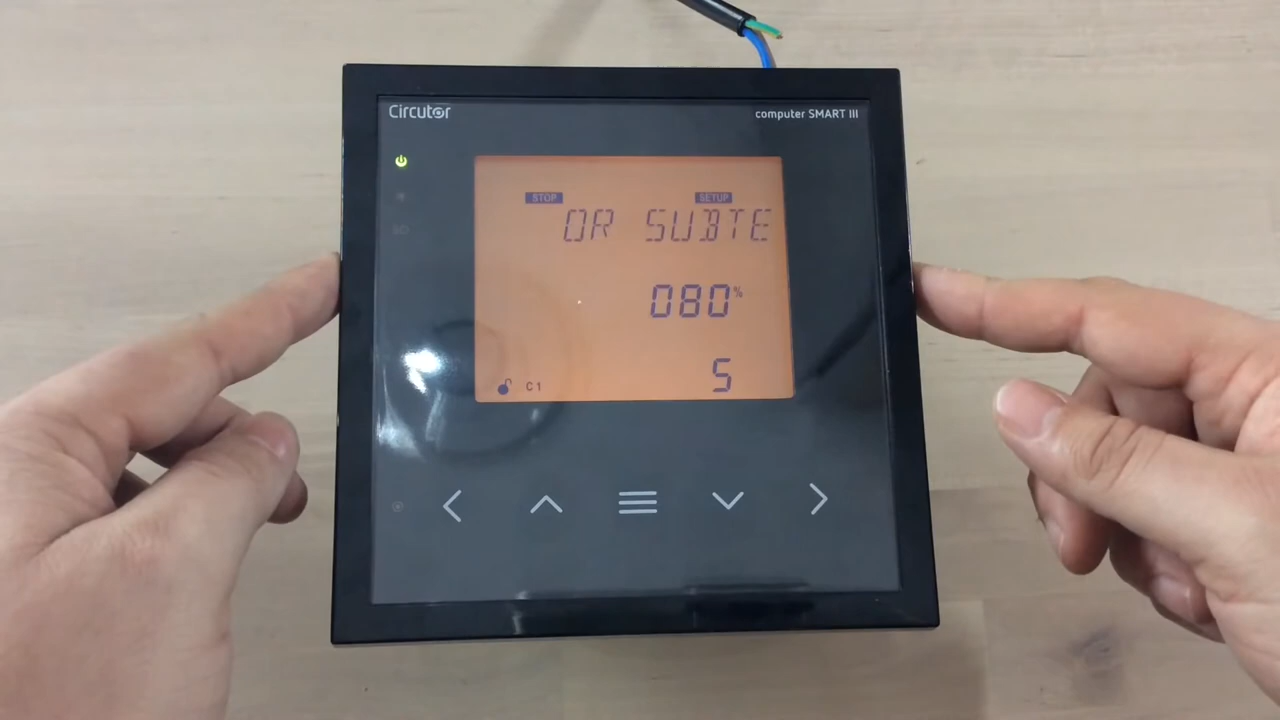 Circutor
computer SMART III
STOP
SETUP
OR SUBTE
080%
5
C1